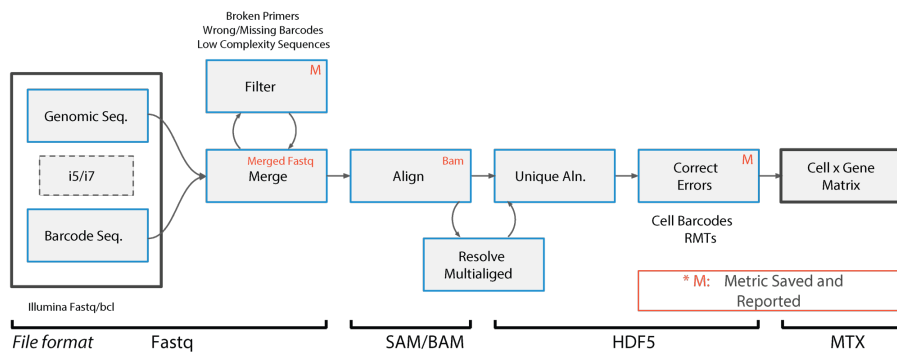 Broken Primers
Wrong/Missing Barcodes
Low Complexity Sequences
M
Filter
Genomic Seq.
i5/i7
Barcode Seq.
Illumina Fastq/bcl
Merged Fastq
Merge
Bam
Align
Resolve
Multialiged
Unique Aln.
M
Correct
Errors
Cell Barcodes
RMTs
Cell x Gene
Matrix
* M: Metric Saved and
Reported
File format
Fastq
SAM/BAM
HDF5
MTX